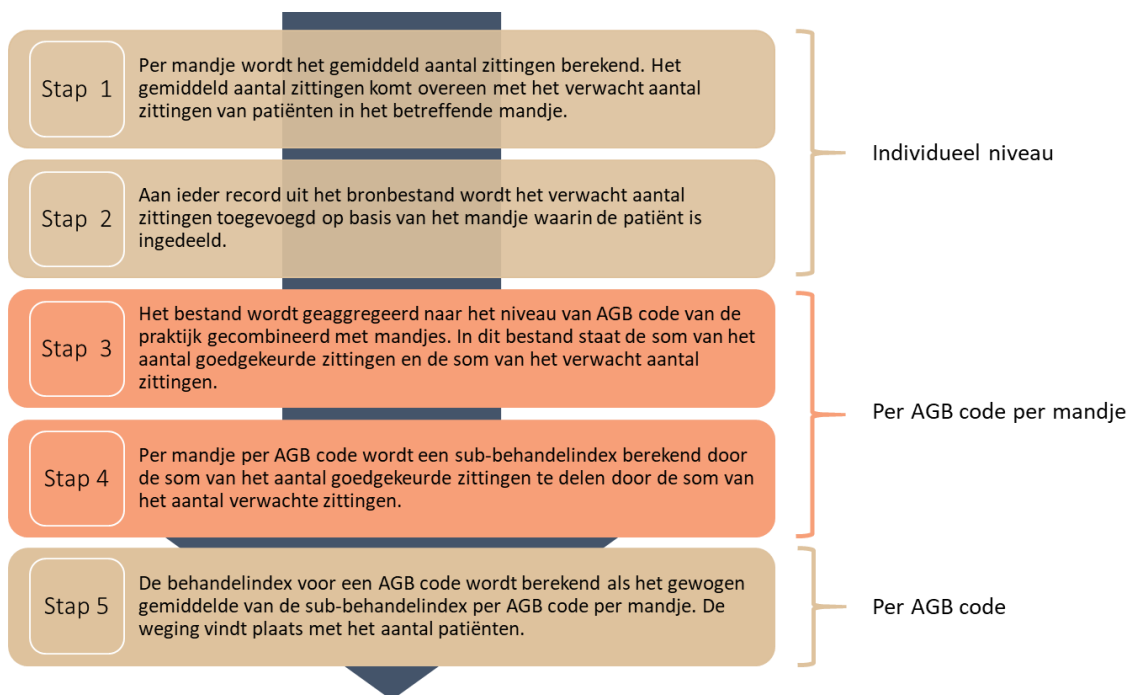 Stap 1
Per mandje wordt het gemiddeld aantal zittingen berekend. Het
gemiddeld aantal zittingen komt overeen met het verwacht aantal
zittingen van patiënten in het betreffende mandje.
Stap 2
Aan ieder record uit het bronbestand wordt het verwacht aantal
zittingen toegevoegd op basis van het mandje waarin de patiënt is
ingedeeld.
Individueel niveau
Stap 3
Het bestand wordt geaggregeerd naar het niveau van AGB code van de
praktijk gecombineerd met mandjes. In dit bestand staat de som van het
aantal goedgekeurde zittingen en de som van het verwacht aantal
zittingen.
Stap 4
Per mandje per AGB code wordt een sub-behandelindex berekend door
de som van het aantal goedgekeurde zittingen te delen door de som van
het aantal verwachte zittingen.
Per AGB code per mandje
Stap 5
De behandelindex voor een AGB code wordt berekend als het gewogen
gemiddelde van de sub-behandelindex per AGB code per mandje. De
weging vindt plaats met het aantal patiënten.
Per AGB code